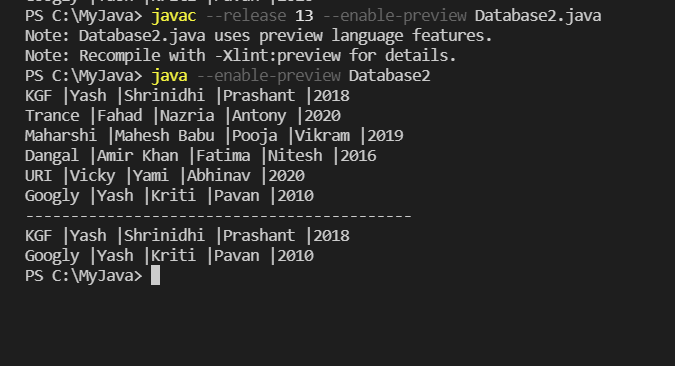 PS C:\MyJava> javac --release 13 --enable-preview Database2.java
Note: Database2.java uses preview language features.
Note: Recompile with -Xlint:preview for details.
PS C:\MyJava> java --enable-preview Database2
KGF |Yash |Shrinidhi |Prashant |2018
Trance |Fahad |Nazria |Antony |2020
Maharshi |Mahesh Babu |Pooja |Vikram |2019
Dangal |Amir Khan |Fatima |Nitesh |2016
URI |Vicky |Yami |Abhinav |2020
Googly |Yash |Kriti |Pavan |2010
-------------------------------------------
KGF |Yash |Shrinidhi |Prashant |2018
Googly |Yash |Kriti |Pavan |2010
PS C:\MyJava>